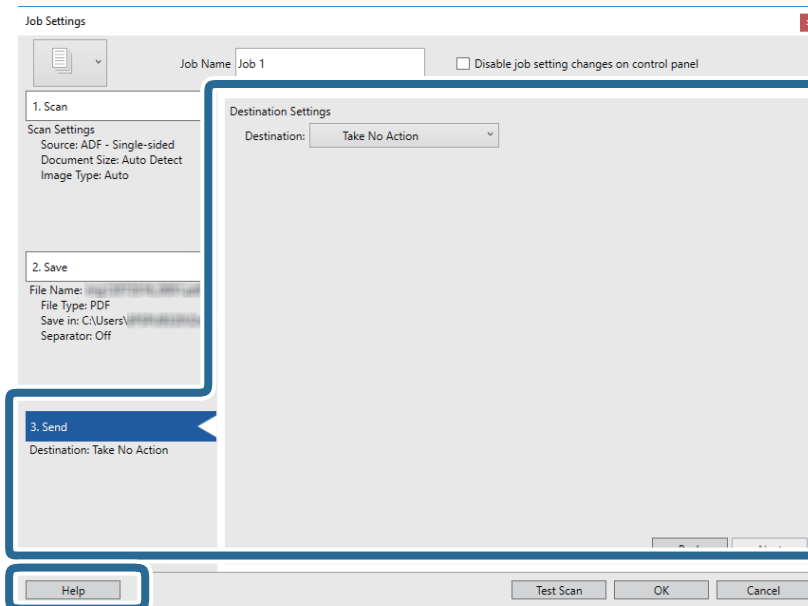 Job Settings
Job Name Job 1
Disable job setting changes on control panel
1. Scan
Scan Settings
Source: ADF - Single-sided
Document Size: Auto Detect
Image Type: Auto
2. Save
File Name:
File Type: PDF
Save in: C:\Users\
Separator: Off
3. Send
Destination: Take No Action
Destination Settings
Destination: Take No Action
Help
Test Scan
OK
Cancel